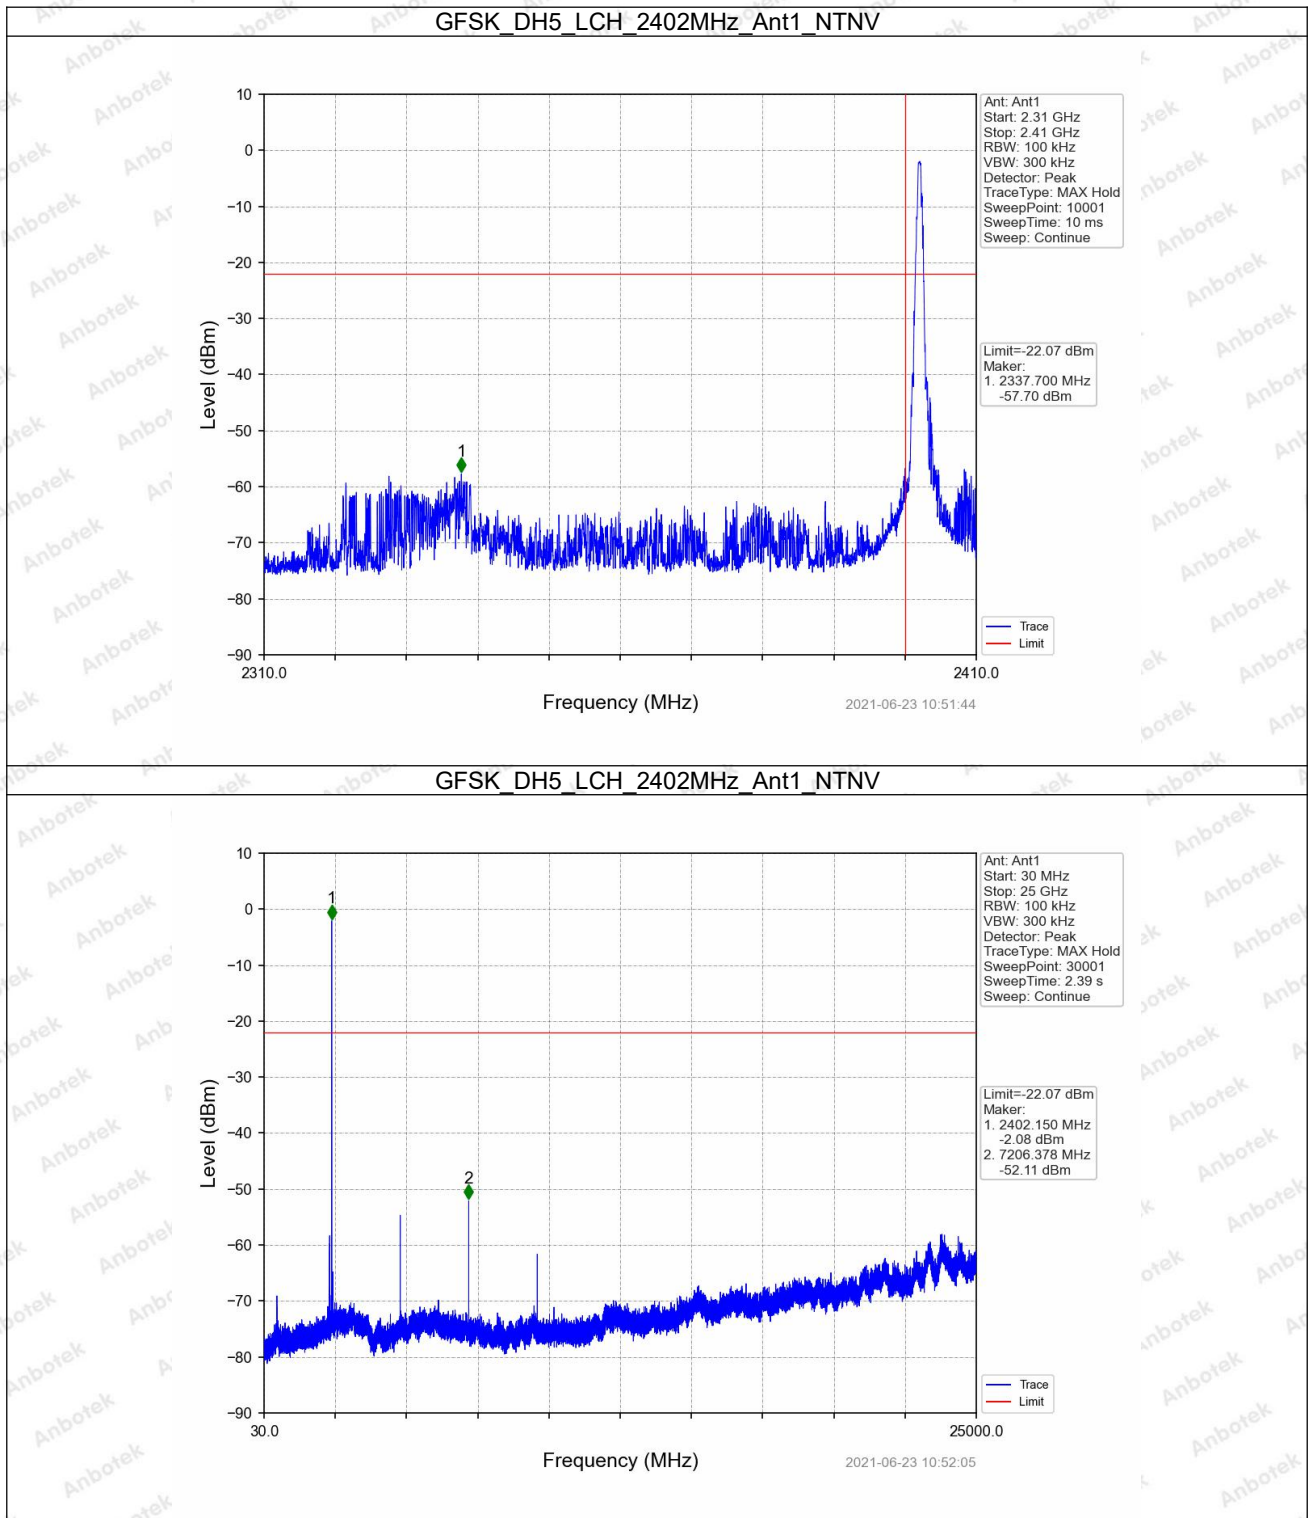 GFSK_DH5_LCH_2402MHz_Ant1_NTNV
10
0
−10
−20
−30
−40
−50
−60
−70
−80
−90
Level (dBm)
1
2310.0
2410.0
Frequency (MHz)
2021-06-23 10:51:44
Ant: Ant1
Start: 2.31 GHz
Stop: 2.41 GHz
RBW: 100 kHz
VBW: 300 kHz
Detector: Peak
TraceType: MAX Hold
SweepPoint: 10001
SweepTime: 10 ms
Sweep: Continue
Limit=-22.07 dBm
Maker:
1. 2337.700 MHz
-57.70 dBm
Trace
Limit
GFSK_DH5_LCH_2402MHz_Ant1_NTNV
10
0
−10
−20
−30
−40
−50
−60
−70
−80
−90
Level (dBm)
1
2
30.0
25000.0
Frequency (MHz)
2021-06-23 10:52:05
Ant: Ant1
Start: 30 MHz
Stop: 25 GHz
RBW: 100 kHz
VBW: 300 kHz
Detector: Peak
TraceType: MAX Hold
SweepPoint: 30001
SweepTime: 2.39 s
Sweep: Continue
Limit=-22.07 dBm
Maker:
1. 2402.150 MHz
-2.08 dBm
2. 7206.378 MHz
-52.11 dBm
Trace
Limit
Anbotek